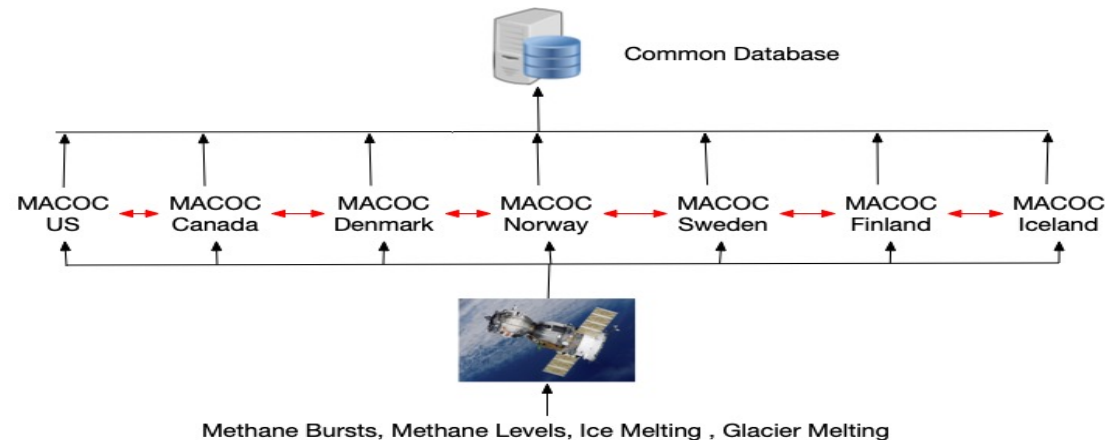 Common Database
MACOC
US
MACOC
Canada
MACOC
Denmark
MACOC
Norway
MACOC
Sweden
MACOC
Finland
MACOC
Iceland
Methane Bursts, Methane Levels, Ice Melting , Glacier Melting